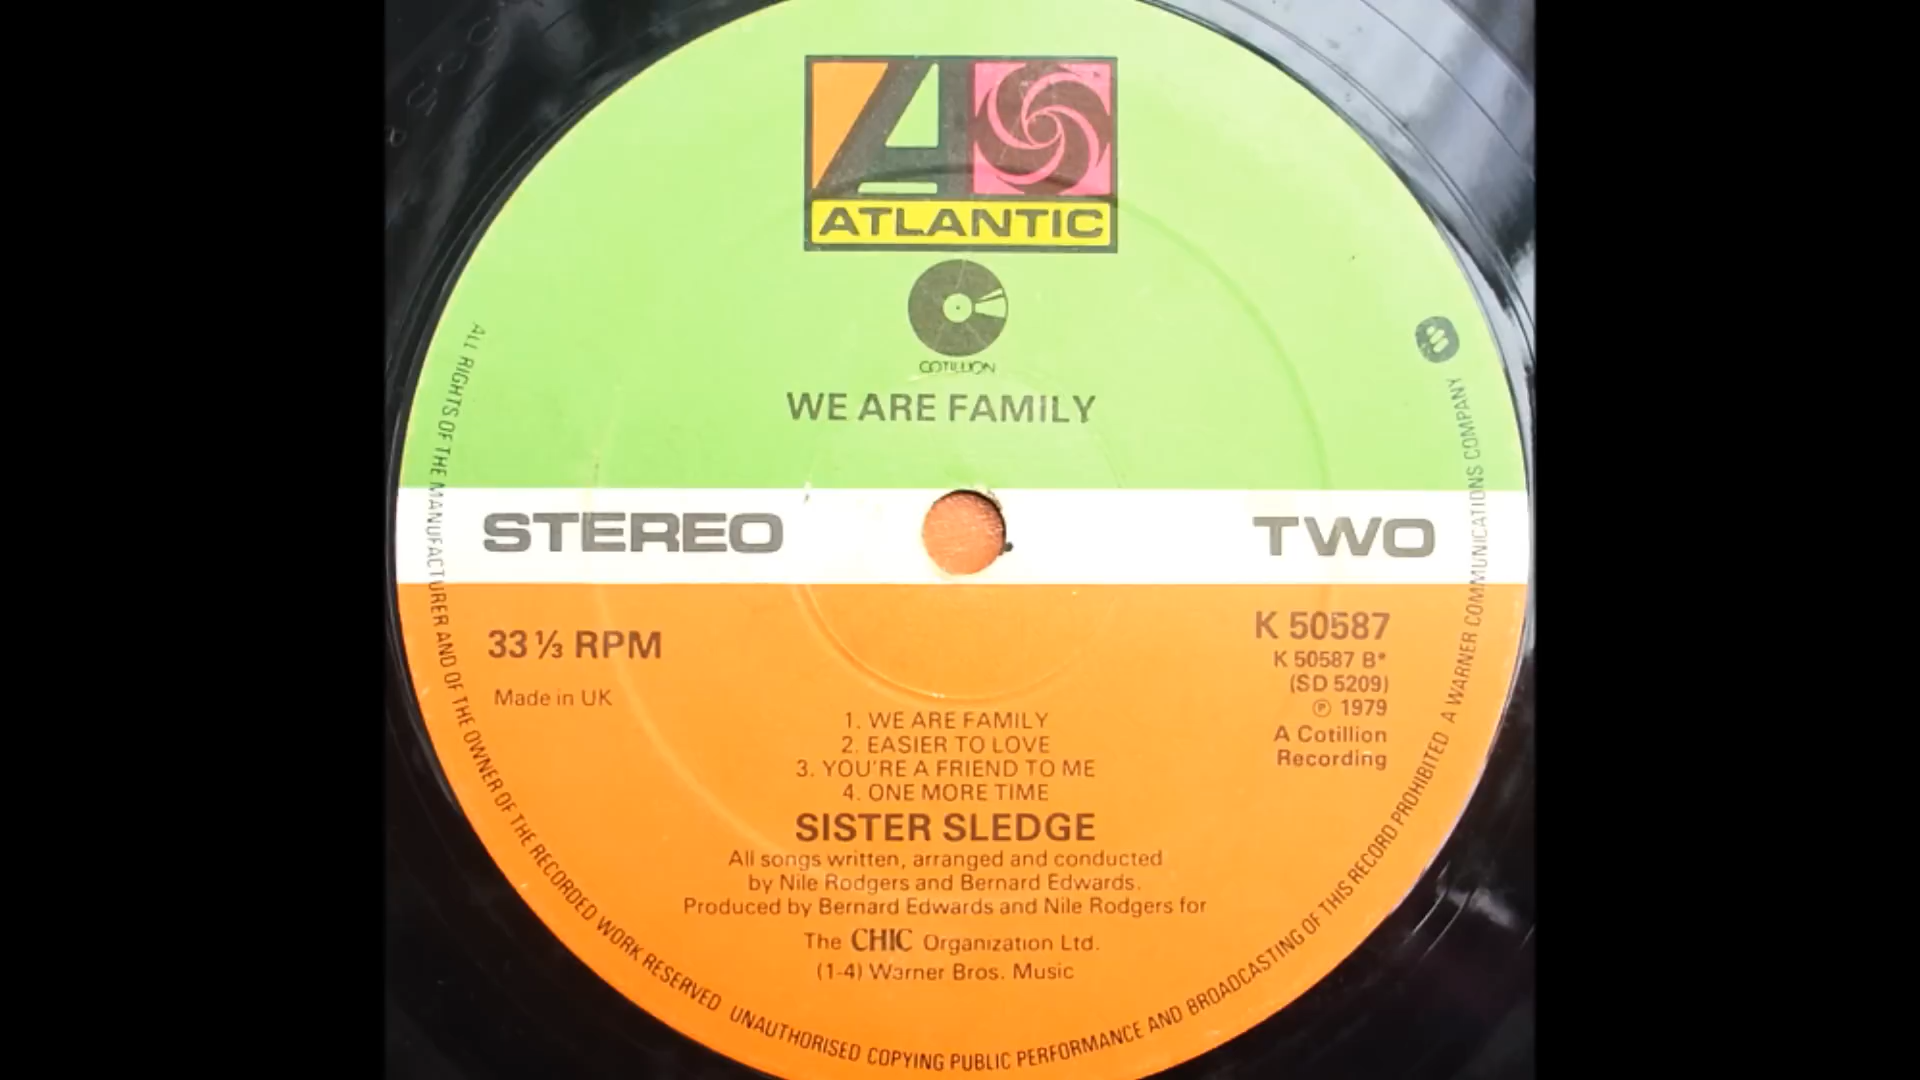 ATLANTIC
COTILLION
WE ARE FAMILY
STEREO
TWO
33 ⅓ RPM
Made in UK
K 50587
K 50587 B*
(SD 5209)
℗ 1979
A Cotillion
Recording
1. WE ARE FAMILY
2. EASIER TO LOVE
3. YOU'RE A FRIEND TO ME
4. ONE MORE TIME
SISTER SLEDGE
All songs written, arranged and conducted
by Nile Rodgers and Bernard Edwards.
Produced by Bernard Edwards and Nile Rodgers for
The CHIC Organization Ltd.
(1-4) Warner Bros. Music
ALL RIGHTS OF THE MANUFACTURER AND OF THE OWNER OF THE RECORDED WORK RESERVED UNAUTHORISED COPYING PUBLIC PERFORMANCE AND BROADCASTING OF THIS RECORD PROHIBITED A WARNER COMMUNICATIONS COMPANY